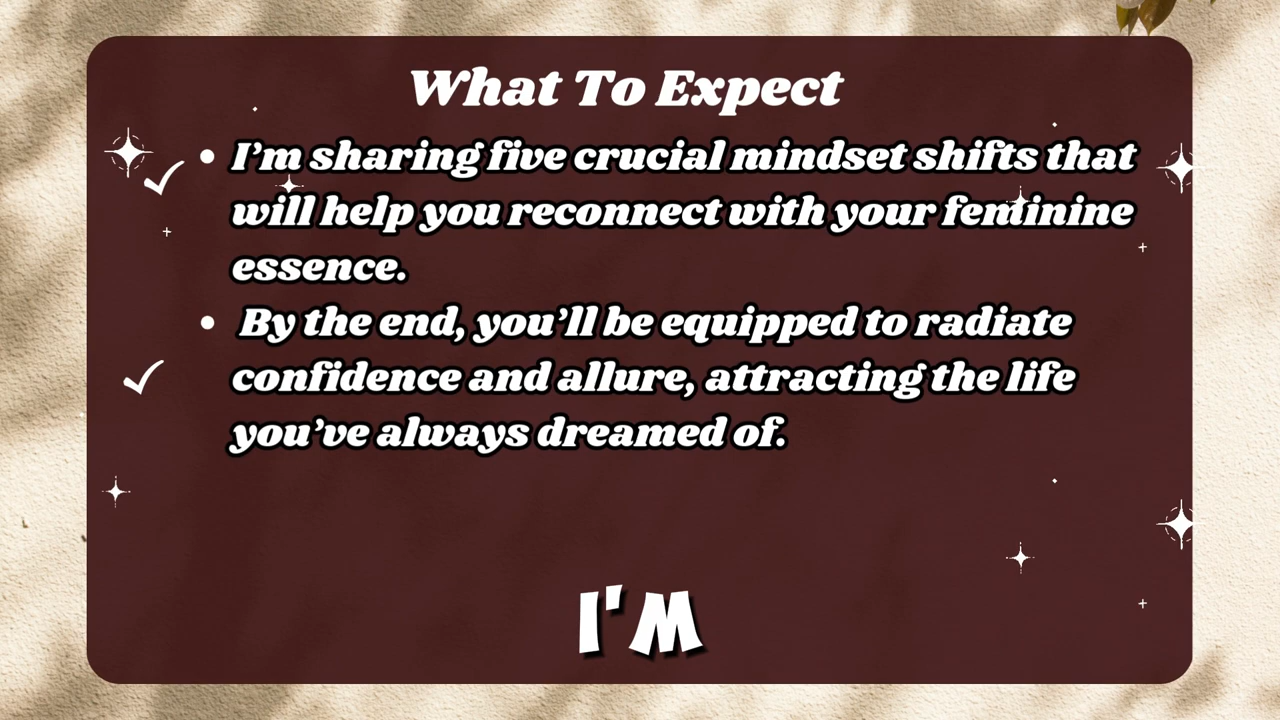 What To Expect
• I’m sharing five crucial mindset shifts that
will help you reconnect with your feminine
essence.
• By the end, you’ll be equipped to radiate
confidence and allure, attracting the life
you’ve always dreamed of.
I'M